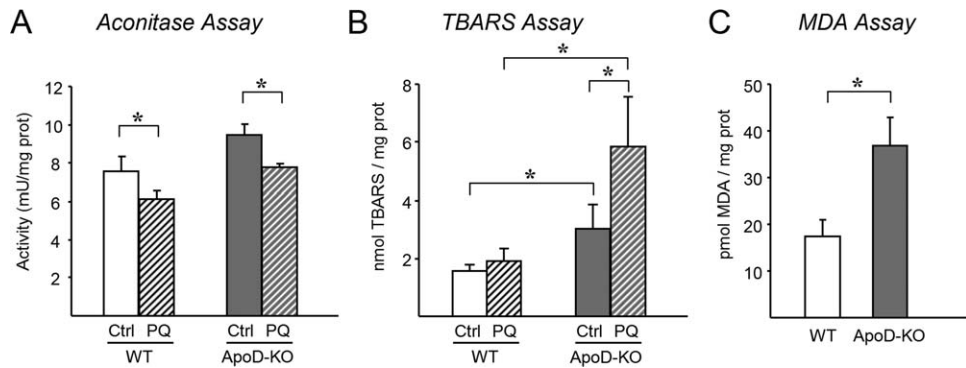 A Aconitase Assay
Activity (mU/mg prot)
12
10
8
6
4
2
*
*
Ctrl PQ Ctrl PQ
WT ApoD-KO
B TBARS Assay
nmol TBARS / mg prot
8
6
4
2
*
*
*
Ctrl PQ Ctrl PQ
WT ApoD-KO
C MDA Assay
pmol MDA / mg prot
50
40
30
20
10
*
WT ApoD-KO